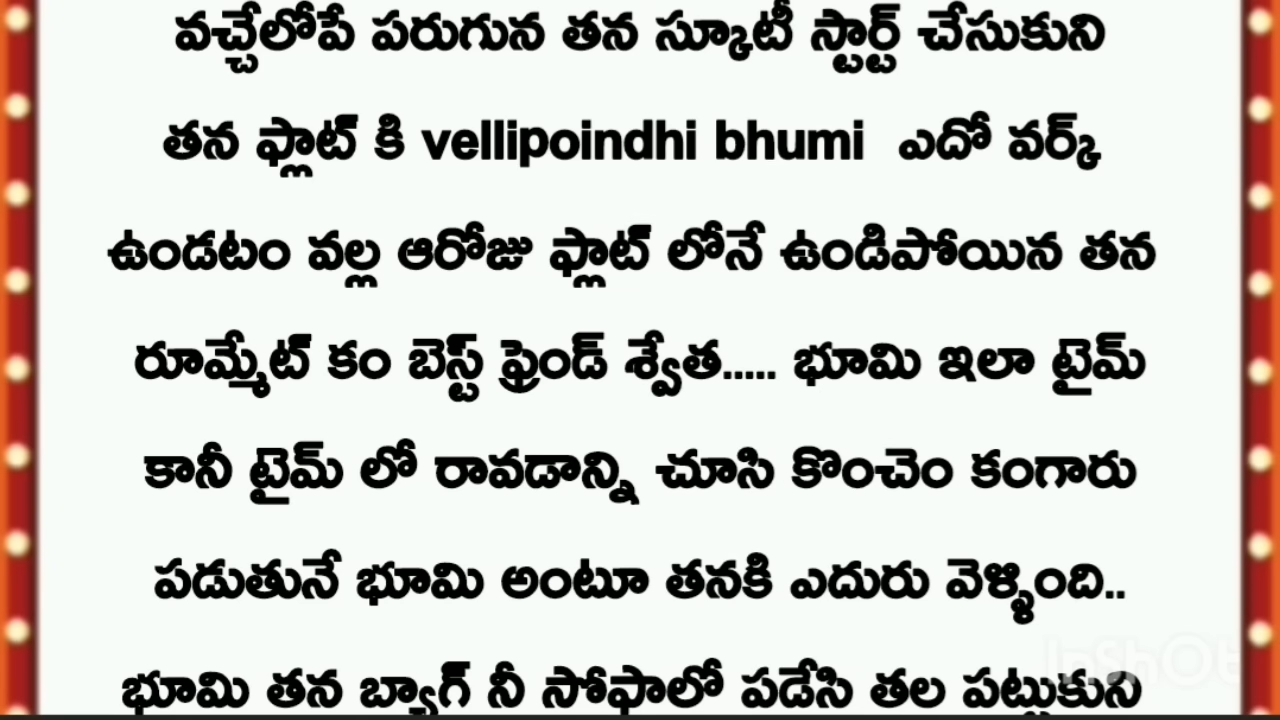 వచ్చేలోపే పరుగున తన స్కూటీ స్టార్ట్ చేసుకుని
తన ఫ్లాట్ కి vellipoindhi bhumi ఎదో వర్క్
ఉండటం వల్ల ఆరోజు ఫ్లాట్ లోనే ఉండిపోయిన తన
రూమ్మేట్ కం బెస్ట్ ఫ్రెండ్ శ్వేత..... భూమి ఇలా టైమ్
కానీ టైమ్ లో రావడాన్ని చూసి కొంచెం కంగారు
పడుతునే భూమి అంటూ తనకి ఎదురు వెళ్ళింది..
భూమి తన బ్యాగ్ నీ సోఫాలో పడేసి తల పట్టుకుని
InShOt